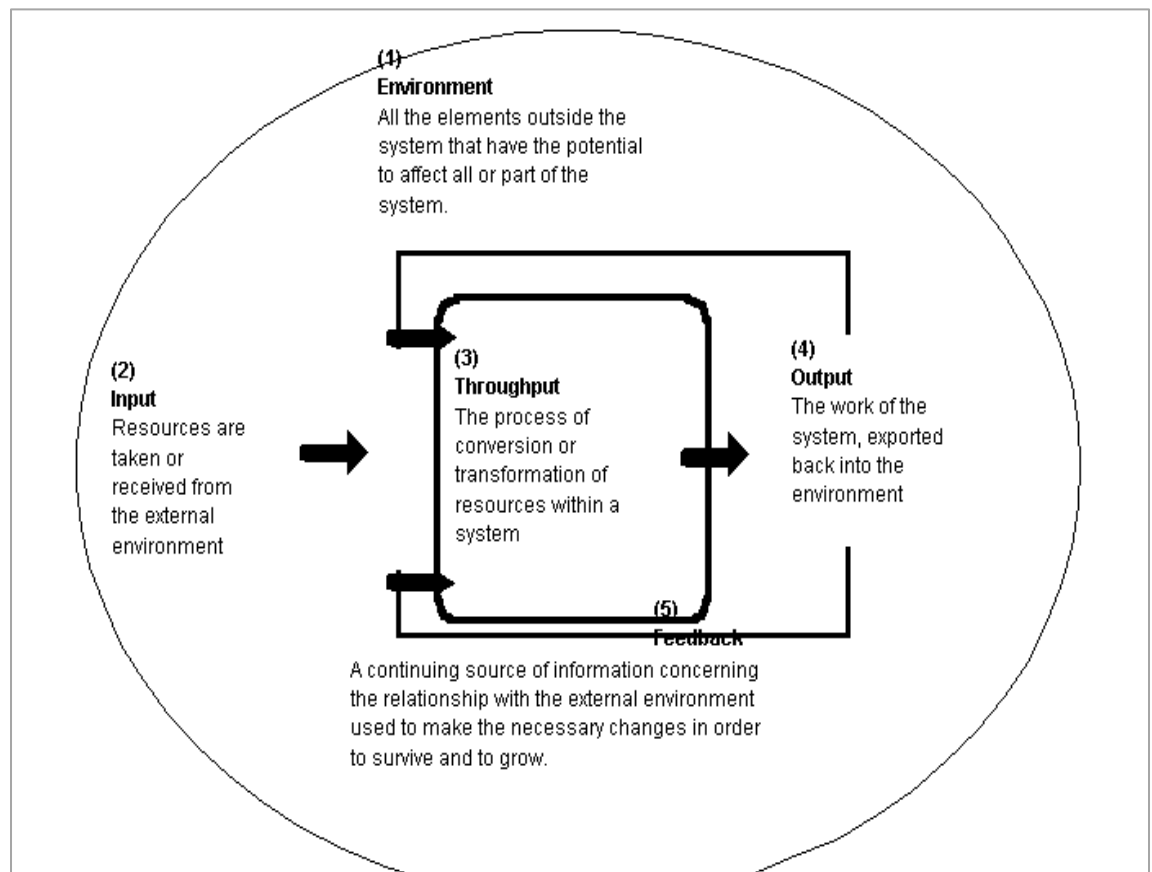 (1)
Environment
All the elements outside the
system that have the potential
to affect all or part of the
system.
(2)
Input
Resources are
taken or
received from
the external
environment
(3)
Throughput
The process of
conversion or
transformation of
resources within a
system
(4)
Output
The work of the
system, exported
back into the
environment
(5)
Feedback
A continuing source of information concerning
the relationship with the external environment
used to make the necessary changes in order
to survive and to grow.